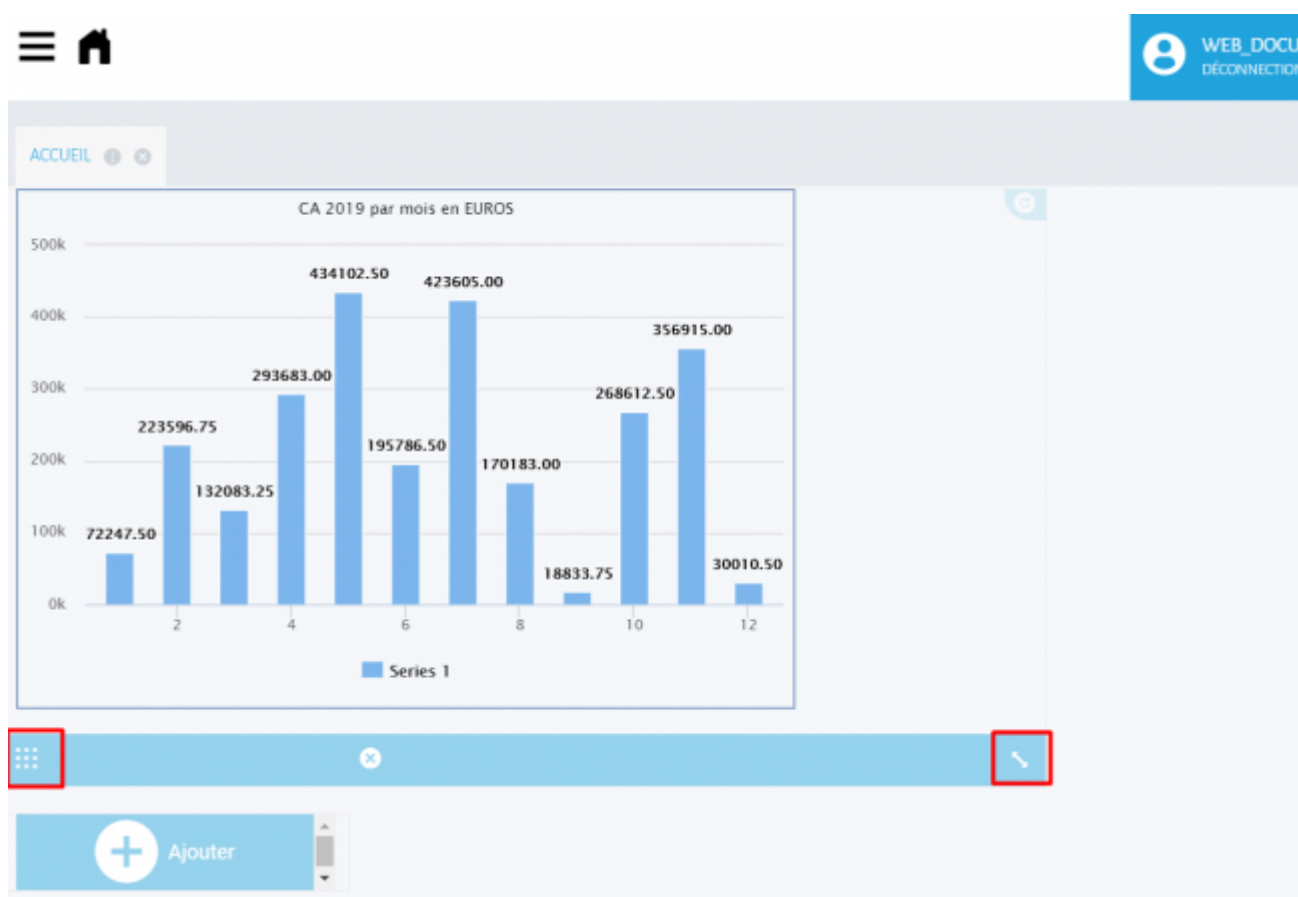 WEB_DOCU
DÉCONNECTION
ACCUEIL
CA 2019 par mois en EUROS
500k
400k
300k
200k
100k
0k
72247.50
223596.75
132083.25
293683.00
434102.50
195786.50
423605.00
170183.00
18833.75
268612.50
356915.00
30010.50
2 4 6 8 10 12
Series 1
Ajouter